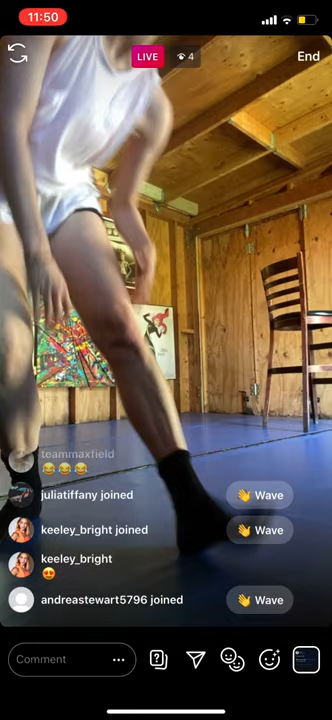 11:50
LIVE
4
End
teammaxfield
😂😂😂
juliatiffany joined
👋 Wave
keeley_bright joined
👋 Wave
keeley_bright
😍
andreastewart5796 joined
👋 Wave
Comment